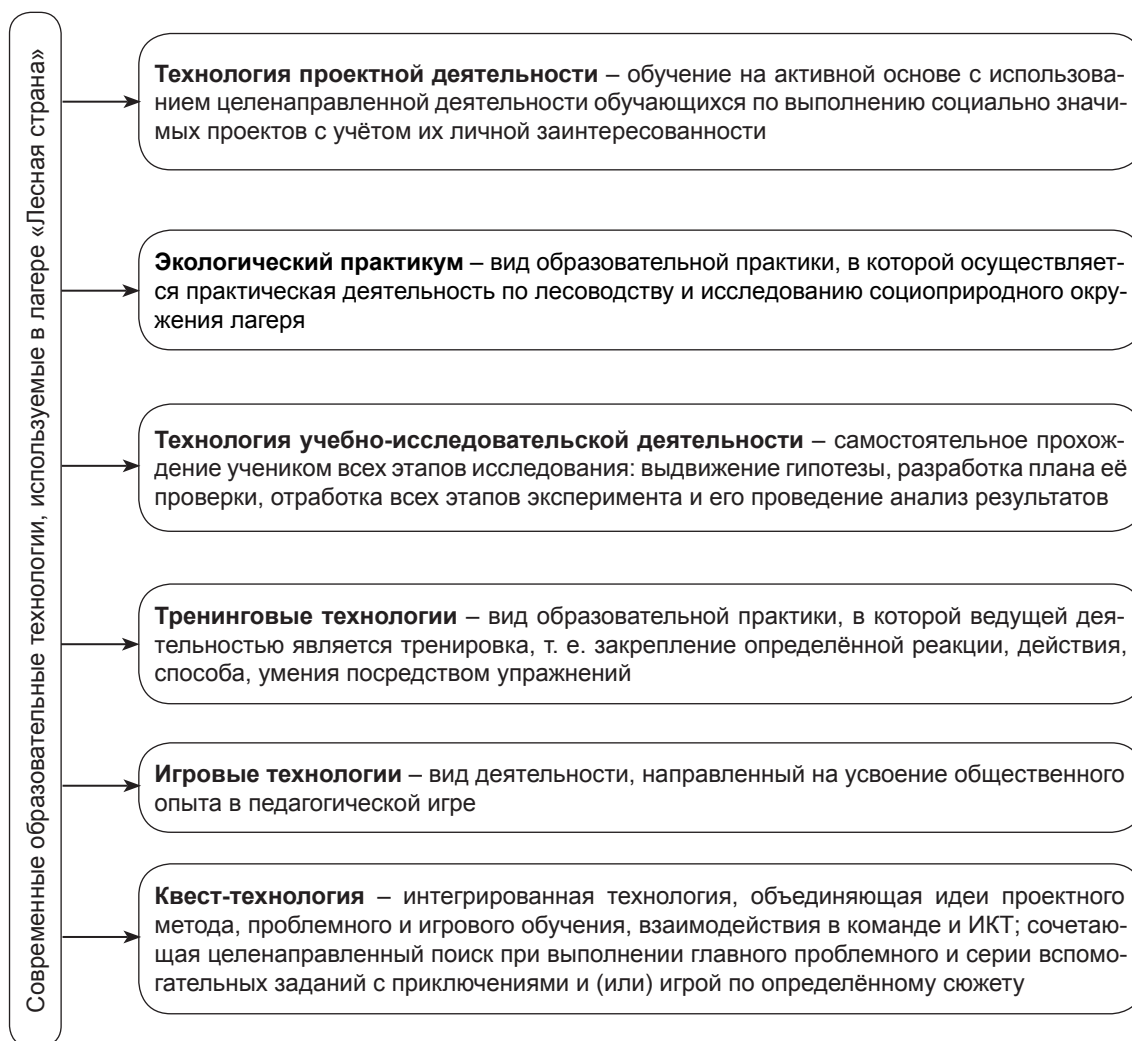 Современные образовательные технологии, используемые в лагере «Лесная страна»
Технология проектной деятельности – обучение на активной основе с использова-
нием целенаправленной деятельности обучающихся по выполнению социально значи-
мых проектов с учётом их личной заинтересованности
Экологический практикум – вид образовательной практики, в которой осуществляет-
ся практическая деятельность по лесоводству и исследованию социоприродного окру-
жения лагеря
Технология учебно-исследовательской деятельности – самостоятельное прохож-
дение учеником всех этапов исследования: выдвижение гипотезы, разработка плана её
проверки, отработка всех этапов эксперимента и его проведение анализ результатов
Тренинговые технологии – вид образовательной практики, в которой ведущей дея-
тельностью является тренировка, т. е. закрепление определённой реакции, действия,
способа, умения посредством упражнений
Игровые технологии – вид деятельности, направленный на усвоение общественного
опыта в педагогической игре
Квест-технология – интегрированная технология, объединяющая идеи проектного
метода, проблемного и игрового обучения, взаимодействия в команде и ИКТ; сочетаю-
щая целенаправленный поиск при выполнении главного проблемного и серии вспомо-
гательных заданий с приключениями и (или) игрой по определённому сюжету